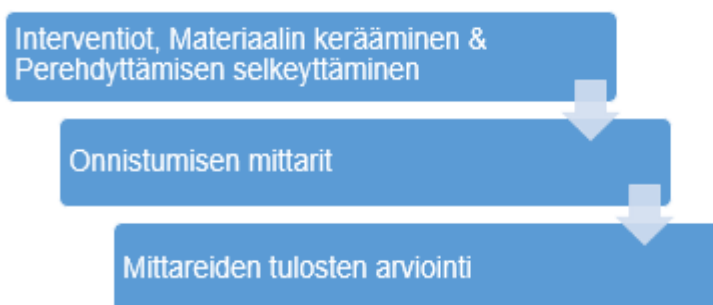 Interventiot, Materiaalin kerääminen &
Perehdyttämisen selkeyttäminen
Onnistumisen mittarit
Mittareiden tulosten arviointi